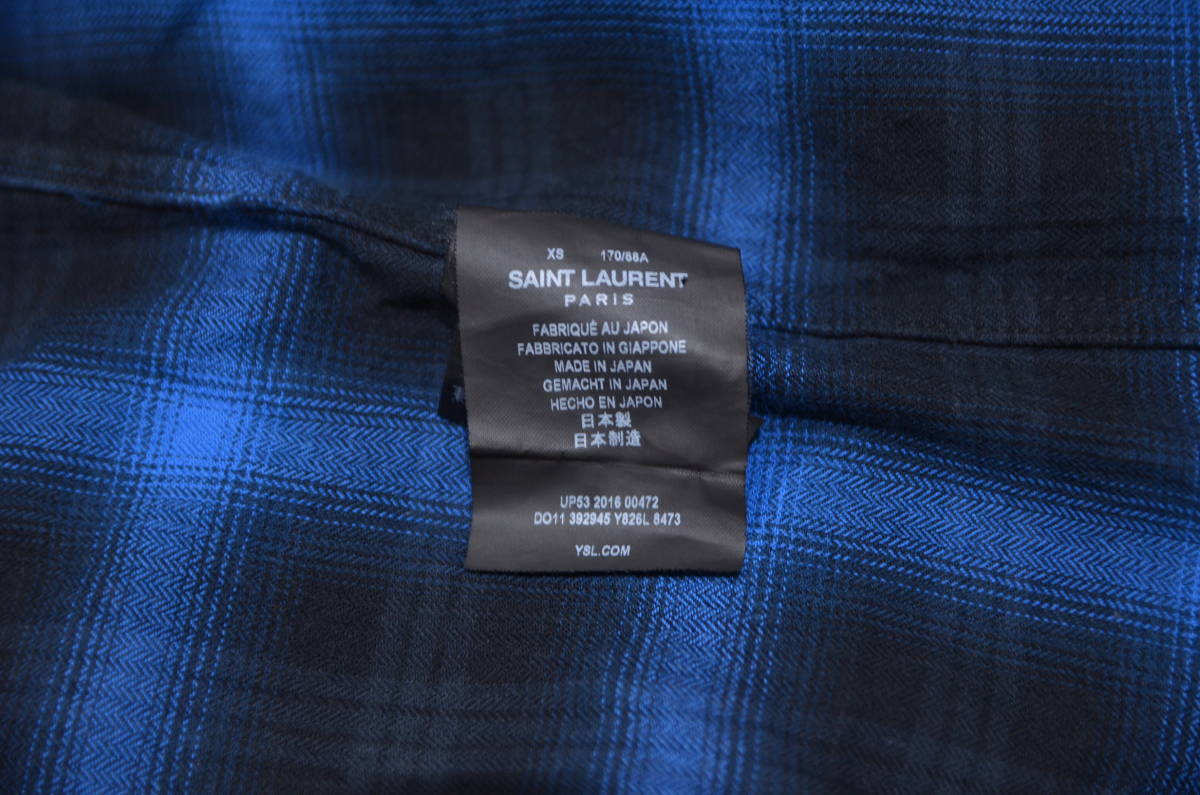 XS 170/88A
SAINT LAURENT
PARIS
FABRIQUÉ AU JAPON
FABBRICATO IN GIAPPONE
MADE IN JAPAN
GEMACHT IN JAPAN
HECHO EN JAPON
日本製
日本制造
UP53 2016 00472
DO11 392945 Y826L 8473
YSL.COM